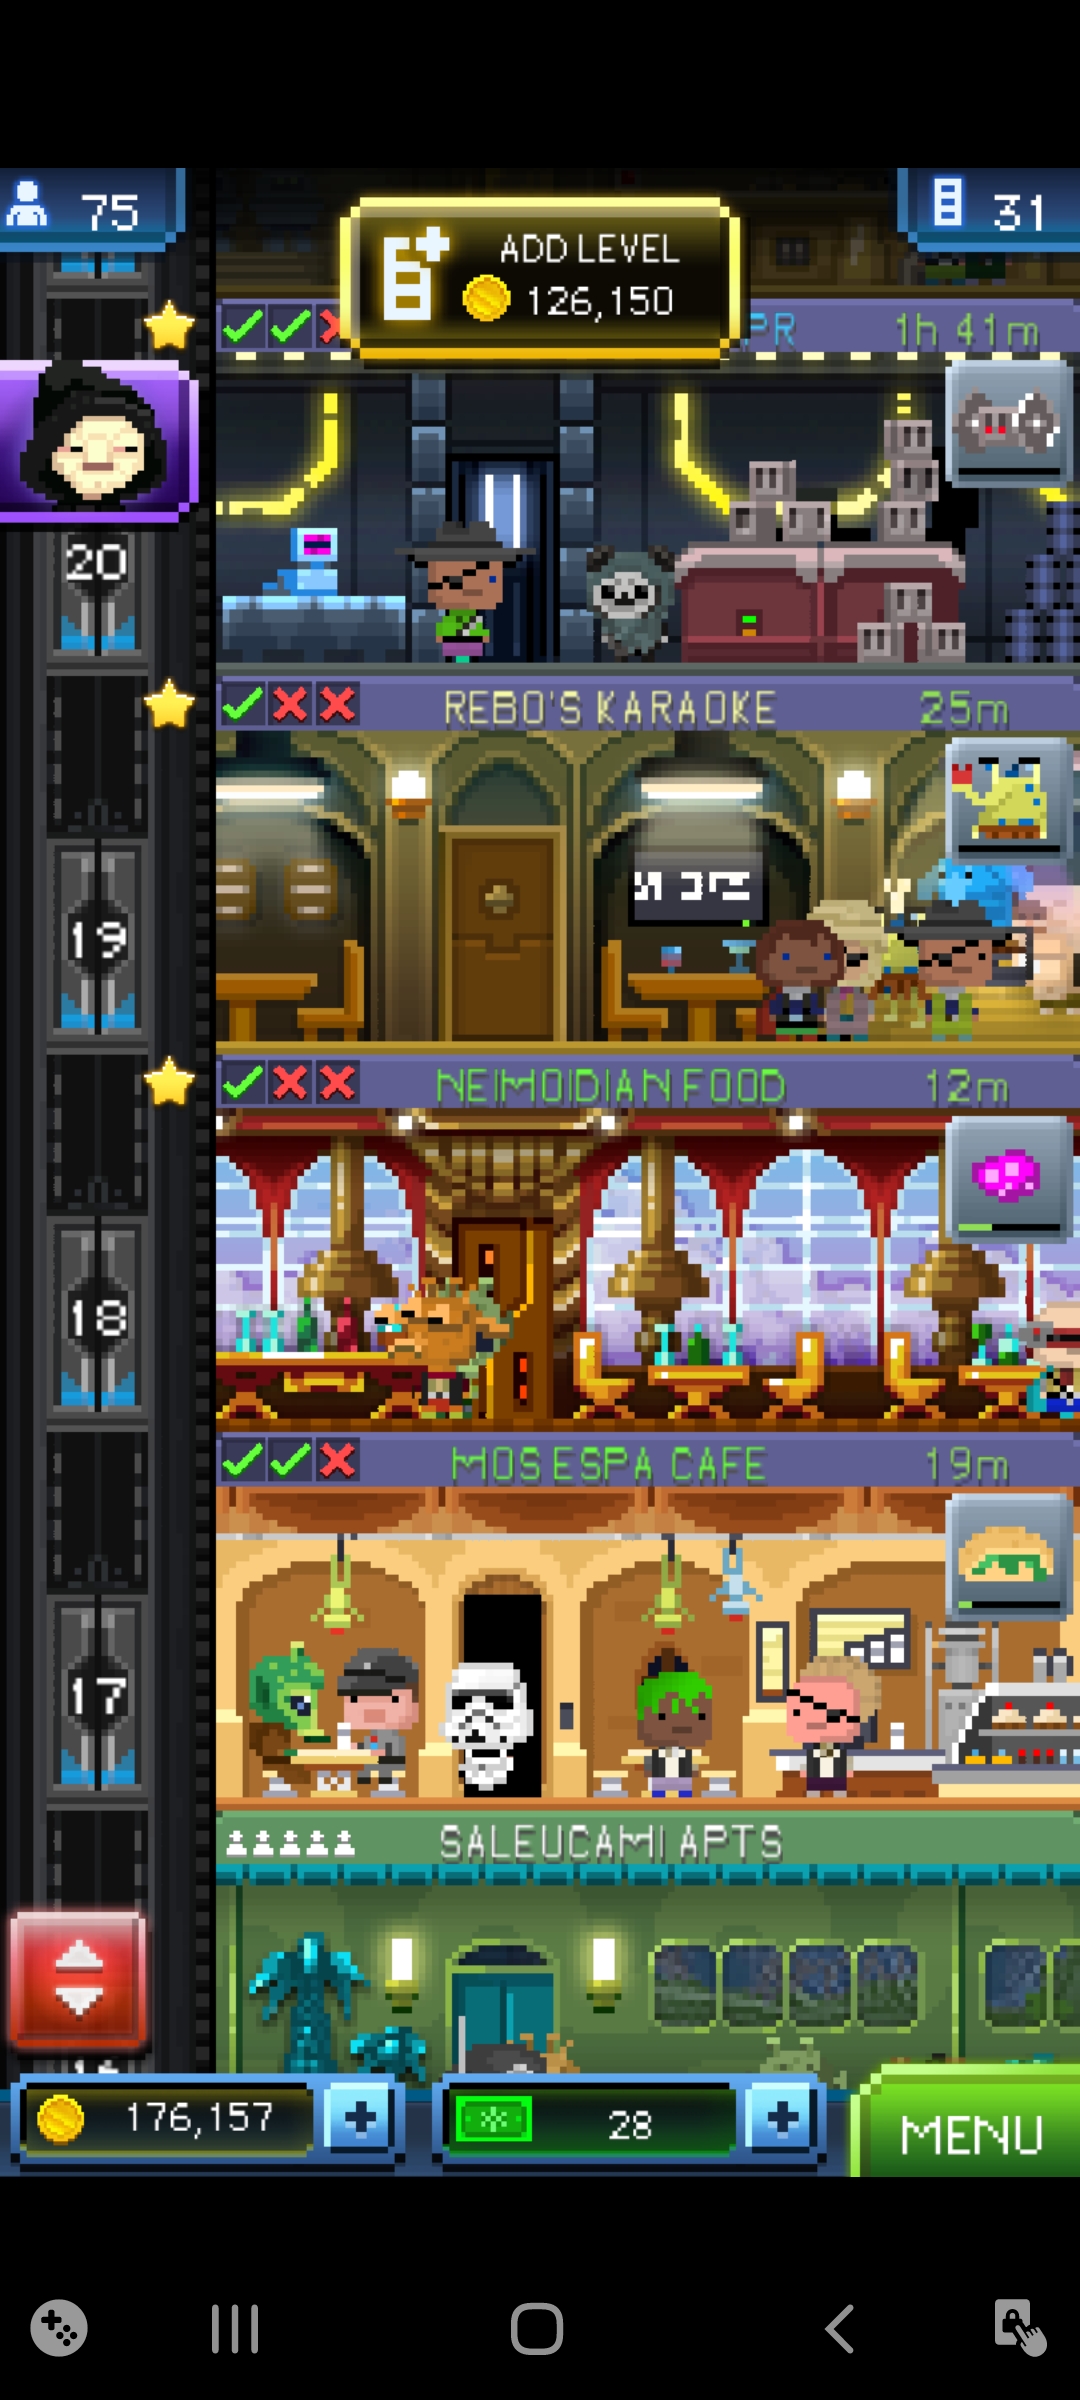 75
31
ADD LEVEL
126,150
PR
1h 41m
20
REBO'S KARAOKE
25m
19
NEIMOIDIAN FOOD
12m
18
MOS ESPA CAFE
19m
17
SALEUCAMI APTS
176,157
28
MENU